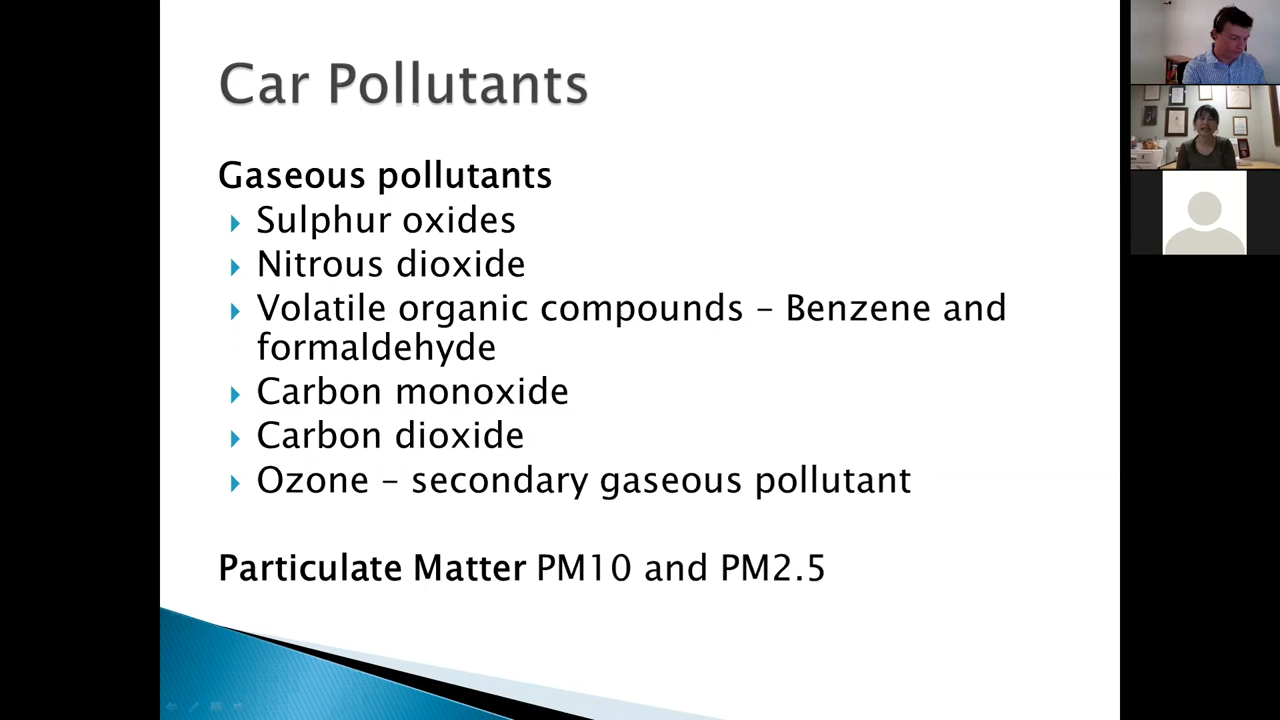 Car Pollutants
Gaseous pollutants
Sulphur oxides
Nitrous dioxide
Volatile organic compounds – Benzene and
formaldehyde
Carbon monoxide
Carbon dioxide
Ozone – secondary gaseous pollutant
Particulate Matter PM10 and PM2.5